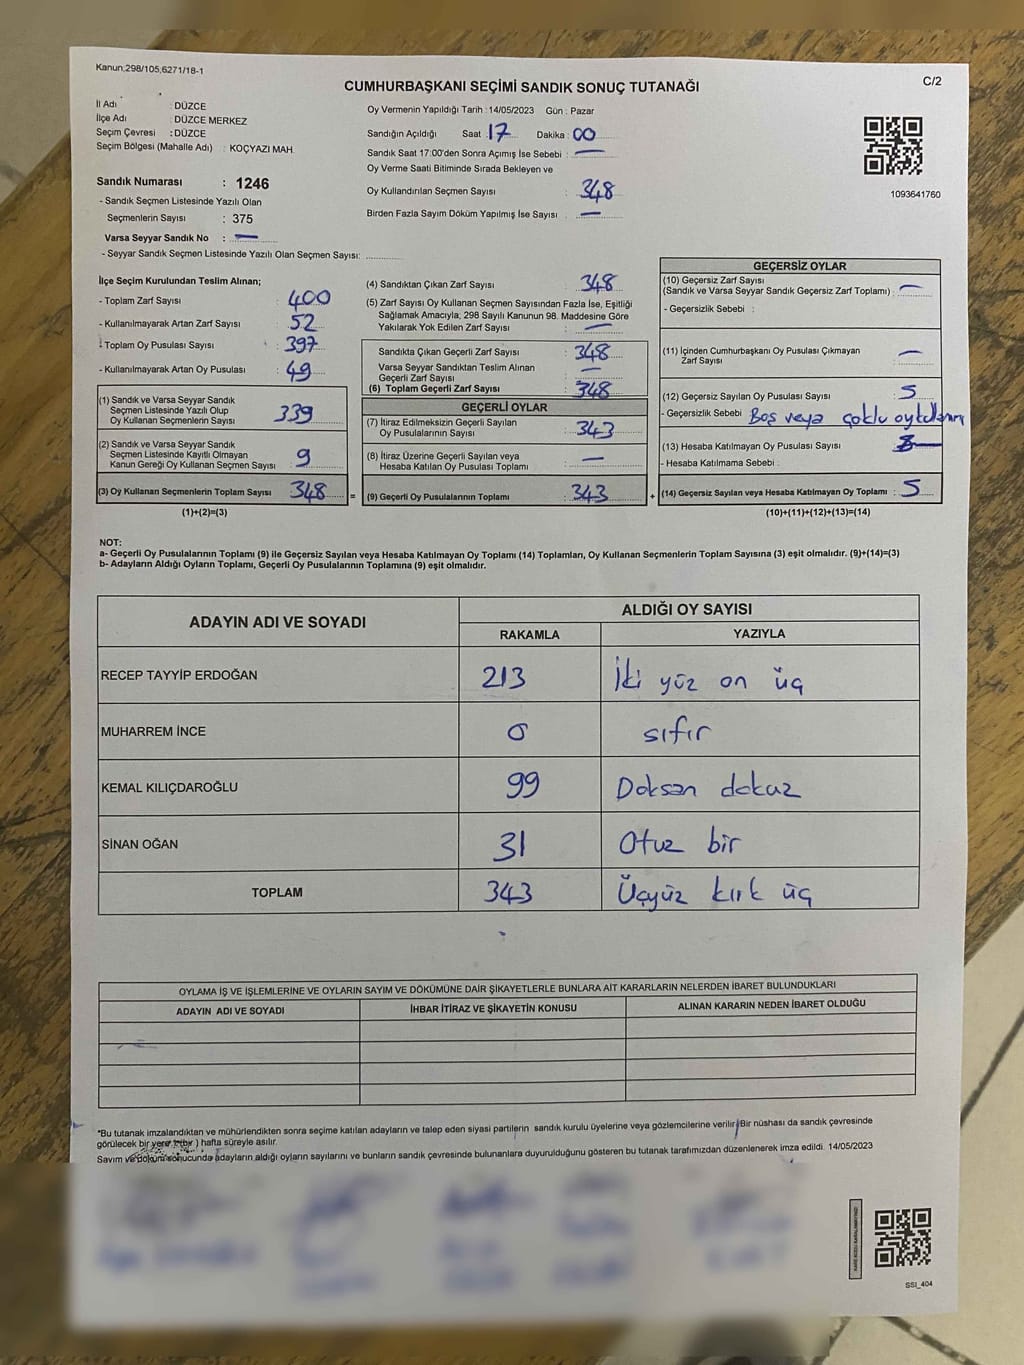 Kanun;298/105,6271/18-1
CUMHURBAŞKANI SEÇİMİ SANDIK SONUÇ TUTANAĞI
C/2
İl Adı : DÜZCE
İlçe Adı : DÜZCE MERKEZ
Seçim Çevresi : DÜZCE
Seçim Bölgesi (Mahalle Adı) : KOÇYAZI MAH.
Oy Vermenin Yapıldığı Tarih : 14/05/2023 Gün : Pazar
Sandığın Açıldığı Saat : 17 Dakika : 00
Sandık Saat 17:00'den Sonra Açımış İse Sebebi : —
Oy Verme Saati Bitiminde Sırada Bekleyen ve
Oy Kullandırılan Seçmen Sayısı : 348
Birden Fazla Sayım Döküm Yapılmış İse Sayısı : —
1093641760
Sandık Numarası : 1246
- Sandık Seçmen Listesinde Yazılı Olan
Seçmenlerin Sayısı : 375
Varsa Seyyar Sandık No : —
- Seyyar Sandık Seçmen Listesinde Yazılı Olan Seçmen Sayısı:
İlçe Seçim Kurulundan Teslim Alınan;
- Toplam Zarf Sayısı : 400
- Kullanılmayarak Artan Zarf Sayısı : 52
- Toplam Oy Pusulası Sayısı : 397
- Kullanılmayarak Artan Oy Pusulası : 49
(1) Sandık ve Varsa Seyyar Sandık
Seçmen Listesinde Yazılı Olup
Oy Kullanan Seçmenlerin Sayısı : 339
(2) Sandık ve Varsa Seyyar Sandık
Seçmen Listesinde Kayıtlı Olmayan
Kanun Gereği Oy Kullanan Seçmen Sayısı : 9
(3) Oy Kullanan Seçmenlerin Toplam Sayısı : 348 =
(1)+(2)=(3)
(4) Sandıktan Çıkan Zarf Sayısı : 348
(5) Zarf Sayısı Oy Kullanan Seçmen Sayısından Fazla İse, Eşitliği
Sağlamak Amacıyla, 298 Sayılı Kanunun 98. Maddesine Göre
Yakılarak Yok Edilen Zarf Sayısı : —
Sandıkta Çıkan Geçerli Zarf Sayısı : 348
Varsa Seyyar Sandıktan Teslim Alınan
Geçerli Zarf Sayısı : —
(6) Toplam Geçerli Zarf Sayısı : 348
GEÇERLİ OYLAR
(7) İtiraz Edilmeksizin Geçerli Sayılan
Oy Pusulalarının Sayısı : 343
(8) İtiraz Üzerine Geçerli Sayılan veya
Hesaba Katılan Oy Pusulası Toplamı : —
(9) Geçerli Oy Pusulalarının Toplamı : 343 +
GEÇERSİZ OYLAR
(10) Geçersiz Zarf Sayısı
(Sandık ve Varsa Seyyar Sandık Geçersiz Zarf Toplamı) : —
- Geçersizlik Sebebi :
(11) İçinden Cumhurbaşkanı Oy Pusulası Çıkmayan
Zarf Sayısı : —
(12) Geçersiz Sayılan Oy Pusulası Sayısı : 5
- Geçersizlik Sebebi : Boş veya çoklu oy kullanımı
(13) Hesaba Katılmayan Oy Pusulası Sayısı : —
- Hesaba Katılmama Sebebi :
(14) Geçersiz Sayılan veya Hesaba Katılmayan Oy Toplamı : 5
(10)+(11)+(12)+(13)=(14)
NOT:
a- Geçerli Oy Pusulalarının Toplamı (9) ile Geçersiz Sayılan veya Hesaba Katılmayan Oy Toplamı (14) Toplamları, Oy Kullanan Seçmenlerin Toplam Sayısına (3) eşit olmalıdır. (9)+(14)=(3)
b- Adayların Aldığı Oyların Toplamı, Geçerli Oy Pusulalarının Toplamına (9) eşit olmalıdır.
ADAYIN ADI VE SOYADI
ALDIĞI OY SAYISI
RAKAMLA YAZIYLA
RECEP TAYYİP ERDOĞAN 213 İki yüz on üç
MUHARREM İNCE 0 sıfır
KEMAL KILIÇDAROĞLU 99 Doksan dokuz
SİNAN OĞAN 31 Otuz bir
TOPLAM 343 Üçyüz kırk üç
OYLAMA İŞ VE İŞLEMLERİNE VE OYLARIN SAYIM VE DÖKÜMÜNE DAİR ŞİKAYETLERLE BUNLARA AİT KARARLARIN NELERDEN İBARET BULUNDUKLARI
ADAYIN ADI VE SOYADI İHBAR İTİRAZ VE ŞİKAYETİN KONUSU ALINAN KARARIN NEDEN İBARET OLDUĞU
*Bu tutanak imzalandıktan ve mühürlendikten sonra seçime katılan adayların ve talep eden siyasi partilerin sandık kurulu üyelerine veya gözlemcilerine verilir. Bir nüshası da sandık çevresinde
görülecek bir yere (bir) hafta süreyle asılır.
Sayım ve döküm sonucunda adayların aldığı oyların sayılarını ve bunların sandık çevresinde bulunanlara duyurulduğunu gösteren bu tutanak tarafımızdan düzenlenerek imza edildi. 14/05/2023
SSI_404